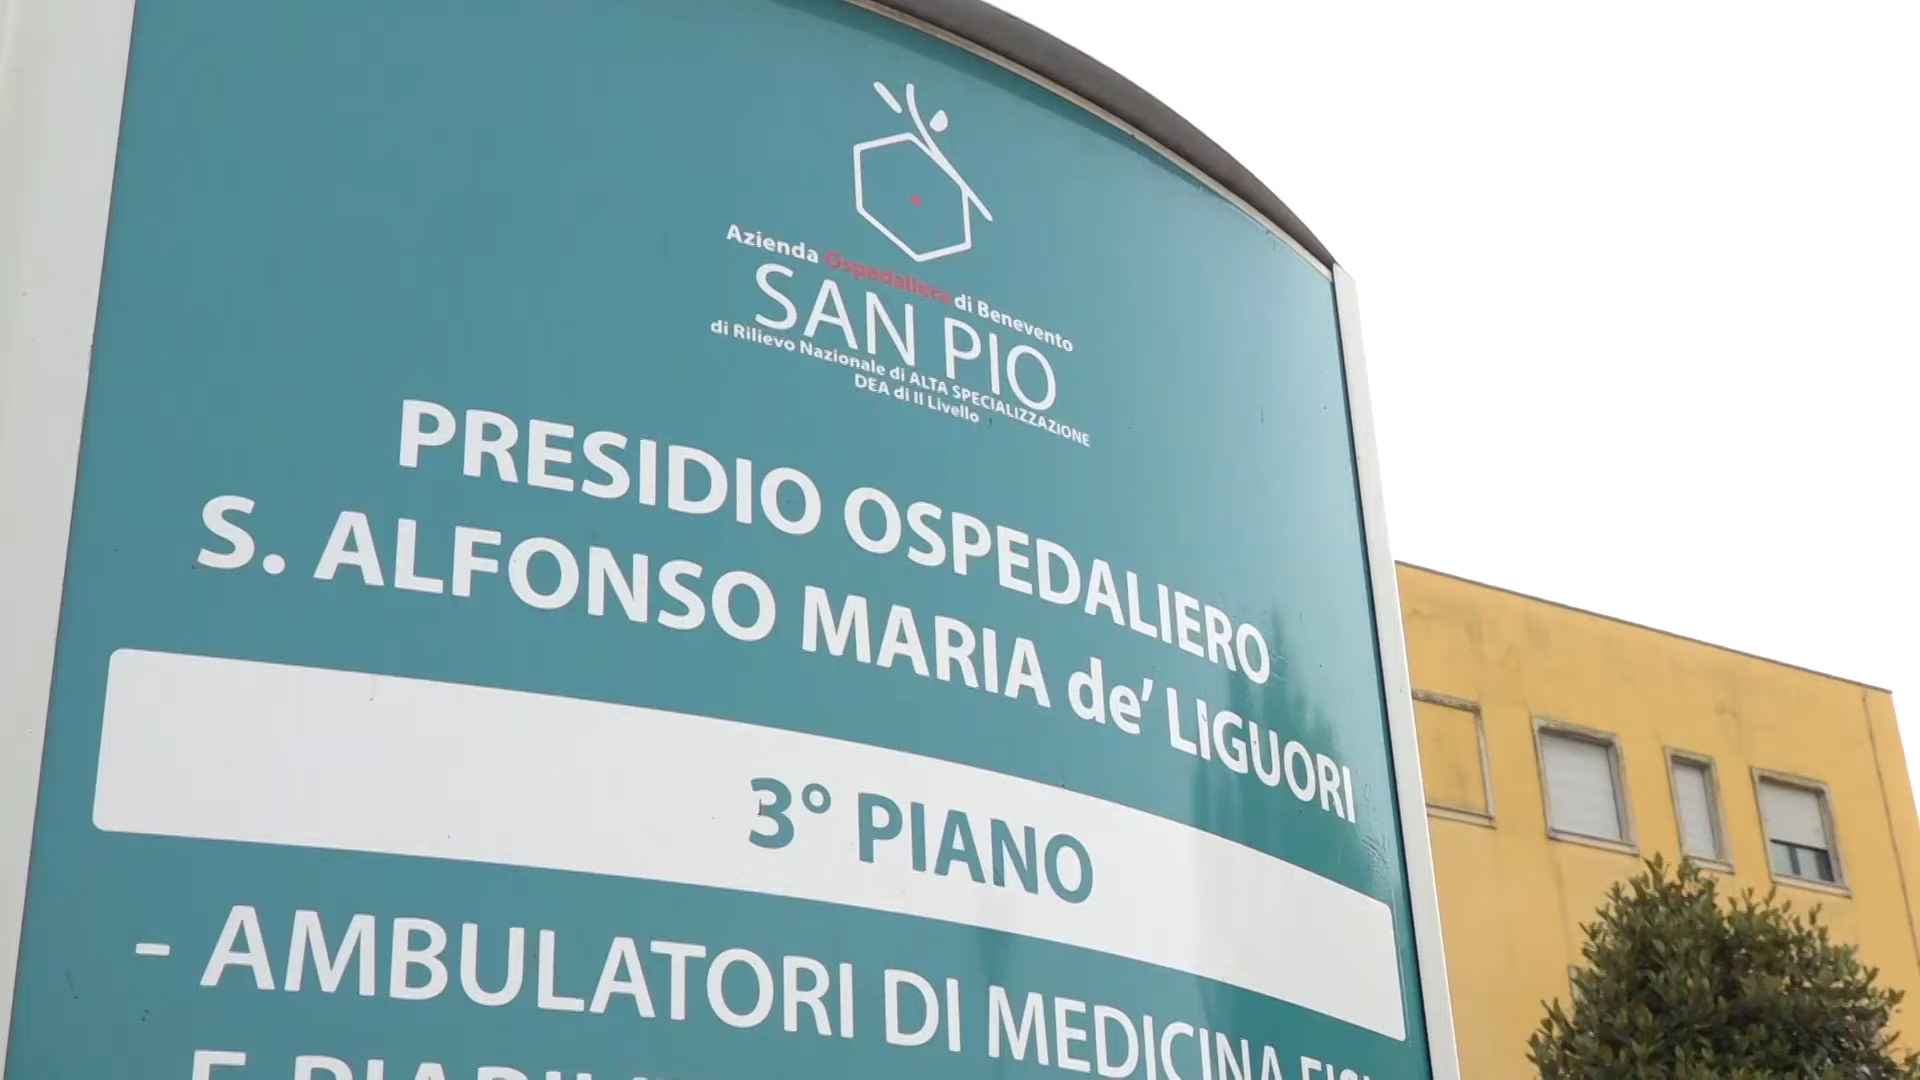 Azienda Ospedaliera di Benevento
SAN PIO
di Rilievo Nazionale di ALTA SPECIALIZZAZIONE
DEA di II Livello
PRESIDIO OSPEDALIERO
S. ALFONSO MARIA de' LIGUORI
3° PIANO
- AMBULATORI DI MEDICINA
E